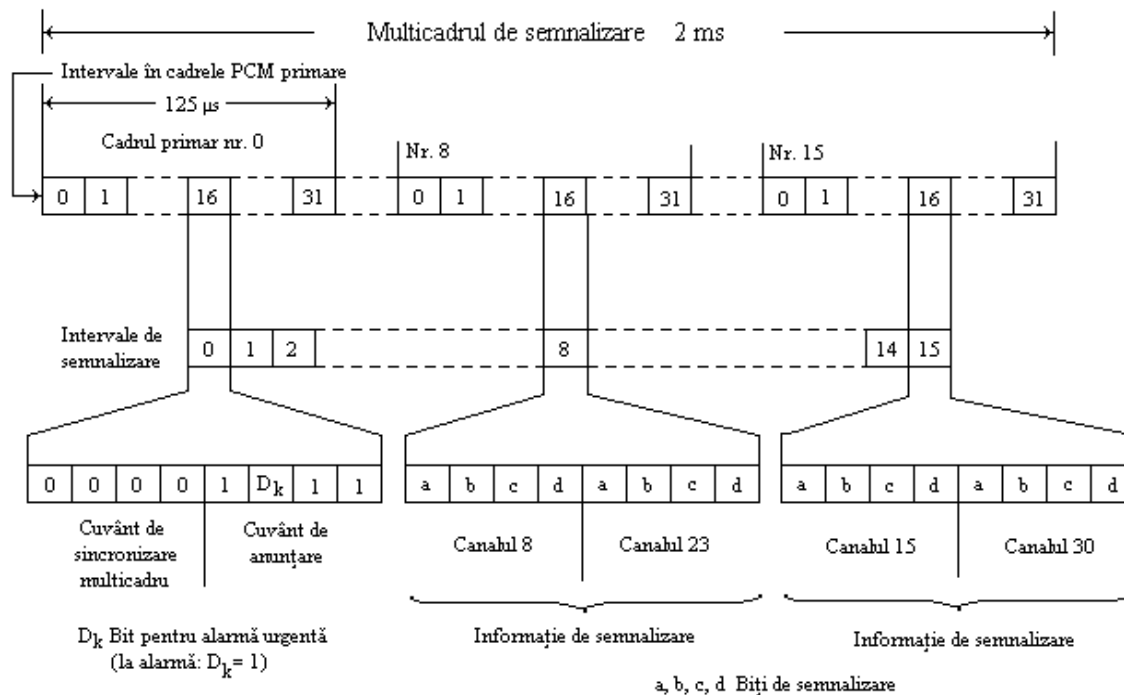 Multicadrul de semnalizare 2 ms
Intervale în cadrele PCM primare
125 µs
Cadrul primar nr. 0
Nr. 8
Nr. 15
0 1 16 31 0 1 16 31 0 1 16 31
Intervale de
semnalizare
0 1 2 8 14 15
0 0 0 0 1 Dk 1 1 a b c d a b c d a b c d a b c d
Cuvânt de
sincronizare
multicadru
Cuvânt de
anunţare
Canalul 8
Canalul 23
Canalul 15
Canalul 30
Dk Bit pentru alarmă urgentă
(la alarmă: Dk= 1)
Informaţie de semnalizare
Informaţie de semnalizare
a, b, c, d Biţi de semnalizare